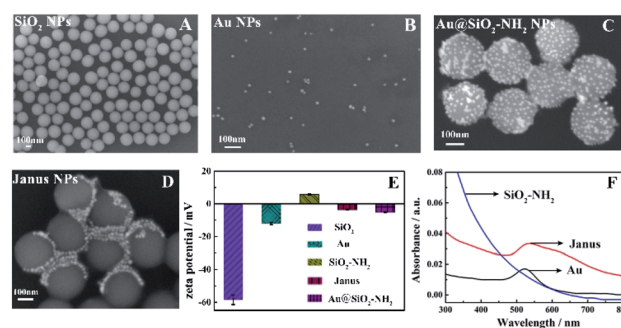 SiO₂ NPs
A
100nm
Au NPs
B
100nm
Au@SiO₂-NH₂ NPs
C
100nm
Janus NPs
D
100nm
E
zeta potential / mV
20
0
-20
-40
-60
SiO₂
Au
SiO₂-NH₂
Janus
Au@SiO₂-NH₂
F
Absorbance / a.u.
0.08
0.06
0.04
0.02
0.00
SiO₂-NH₂
Janus
Au
300
400
500
600
700
Wavelength / nm